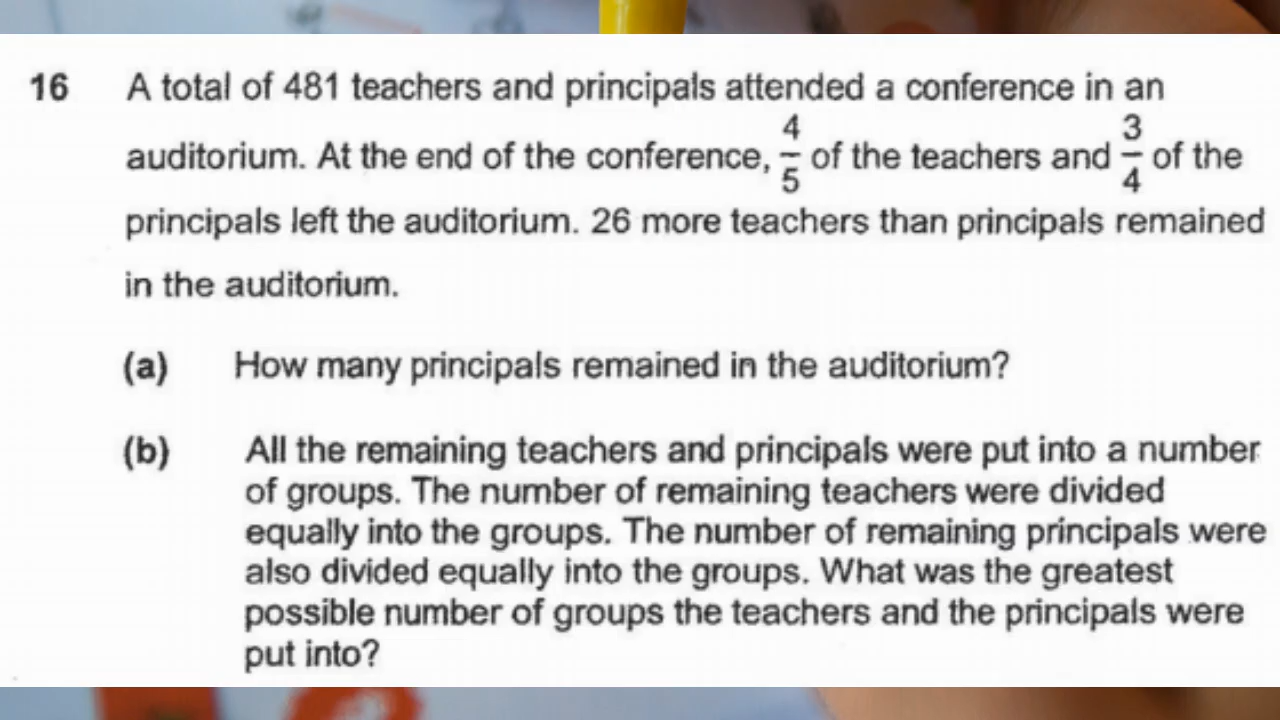 16 A total of 481 teachers and principals attended a conference in an
auditorium. At the end of the conference, 4/5 of the teachers and 3/4 of the
principals left the auditorium. 26 more teachers than principals remained
in the auditorium.
(a) How many principals remained in the auditorium?
(b) All the remaining teachers and principals were put into a number
of groups. The number of remaining teachers were divided
equally into the groups. The number of remaining principals were
also divided equally into the groups. What was the greatest
possible number of groups the teachers and the principals were
put into?